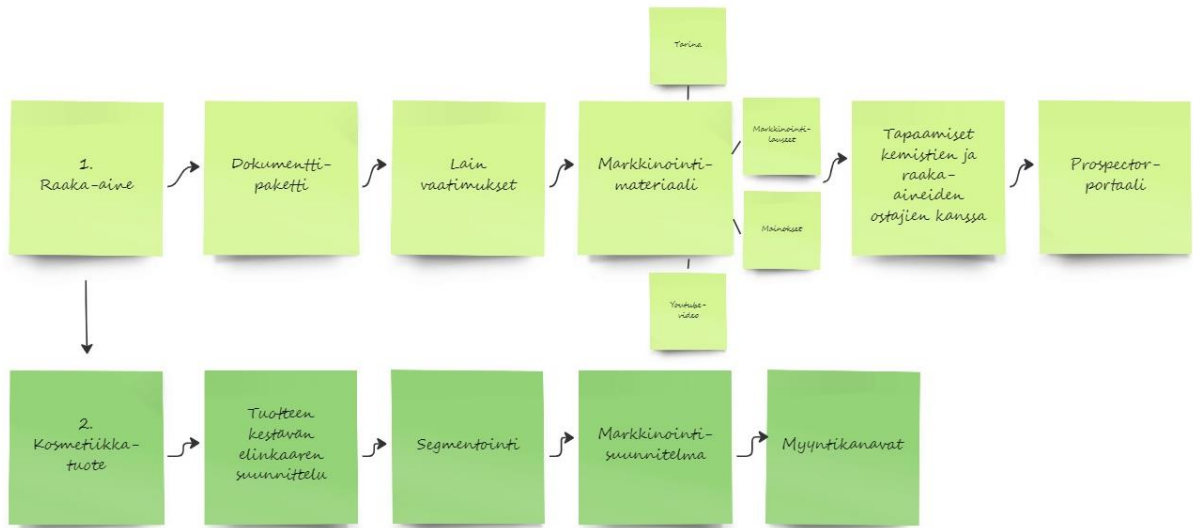 Tarina
1.
Raaka-aine
Dokumentti-
paketti
Lain
vaatimukset
Markkinointi-
materiaali
Markkinointi-
lauseet
Mainokset
Youtube-
video
Tapaamiset
kemistien ja
raaka-
aineiden
ostajien kanssa
Prospector-
portaali
2.
Kosmetiikka-
tuote
Tuotteen
kestävän
elinkaaren
suunnittelu
Segmentointi
Markkinointi-
suunnitelma
Myyntikanavat